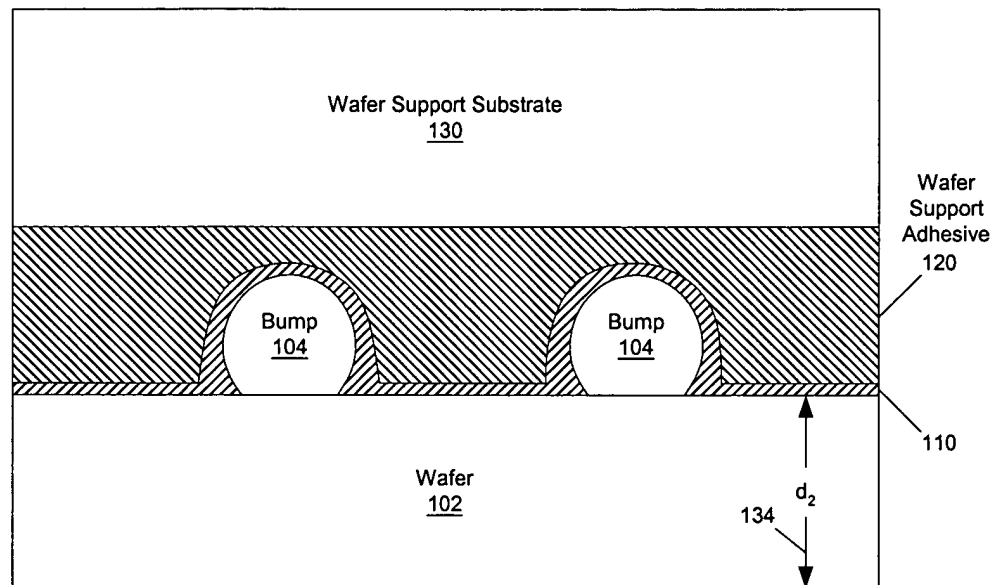 Wafer Support Substrate
130
Wafer
Support
Adhesive
120
Bump
104
Bump
104
110
Wafer
102
d2
134